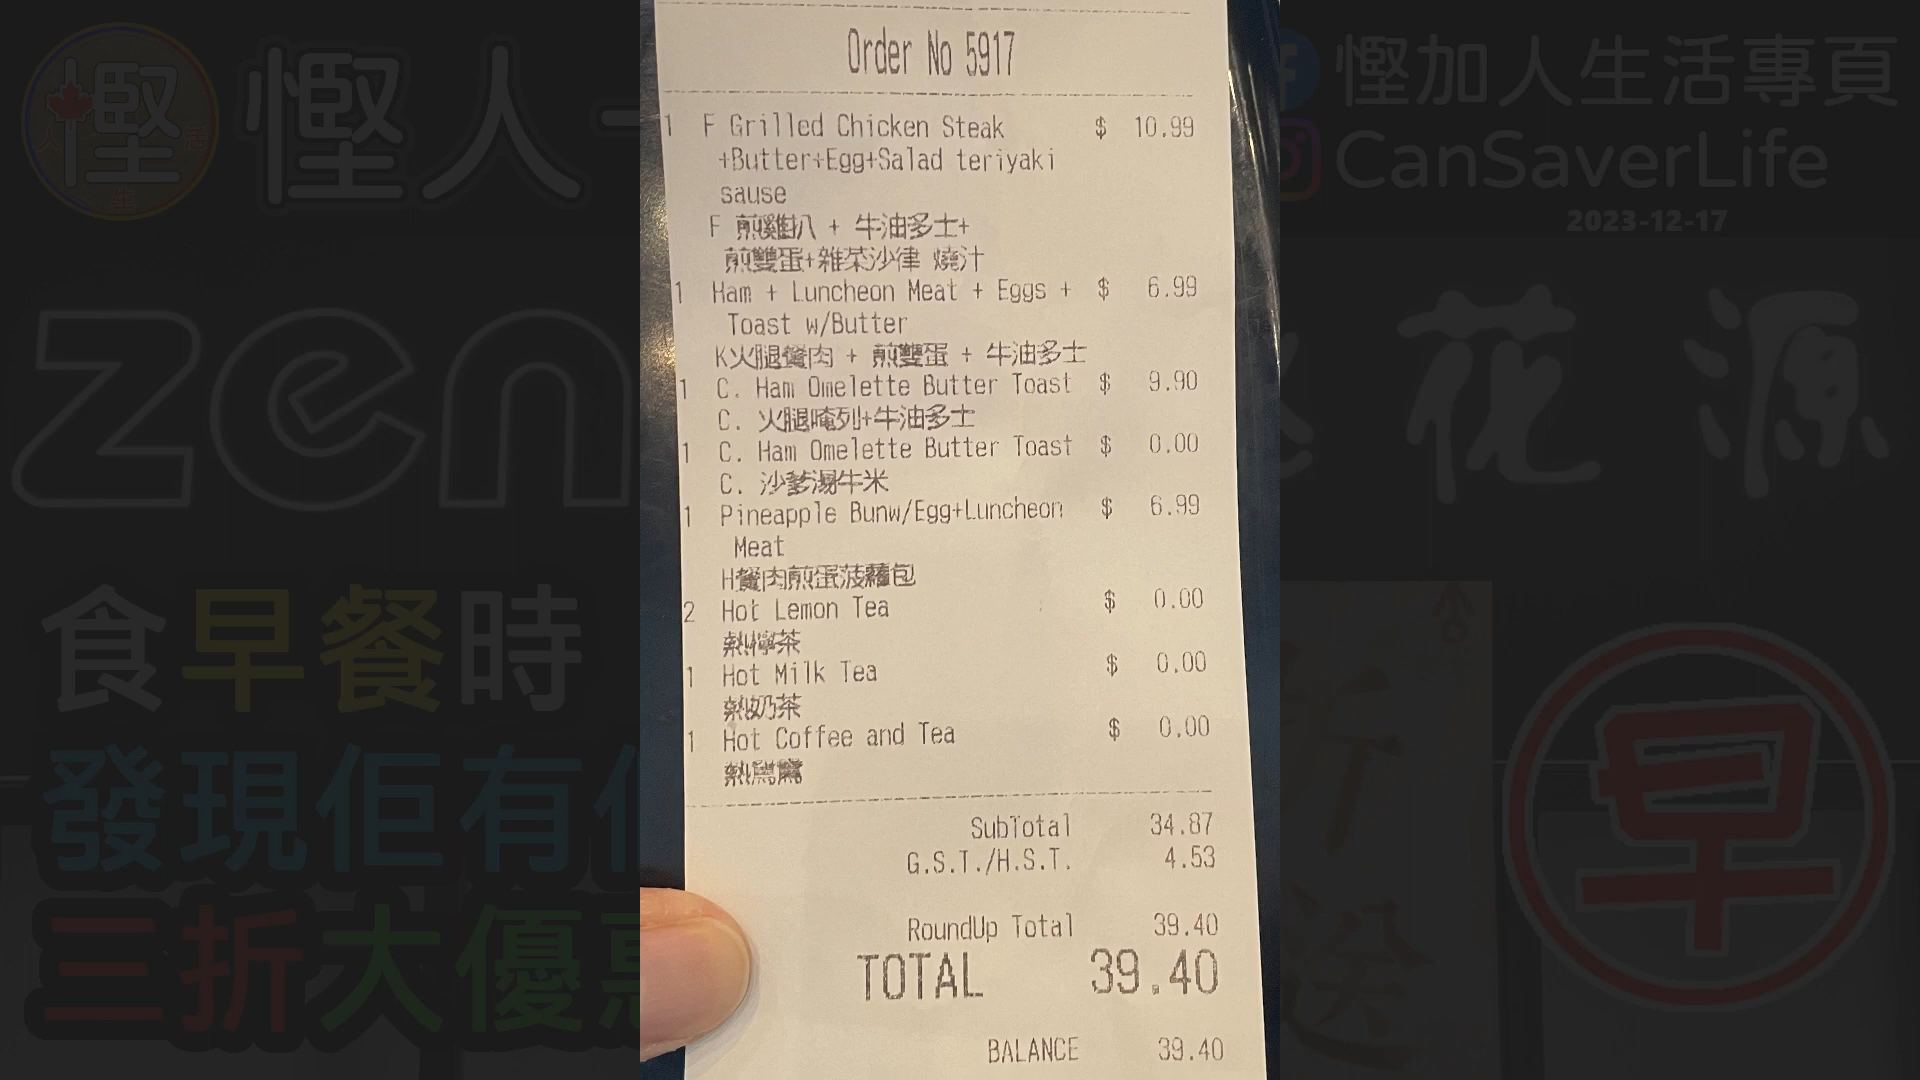 Order No 5917
1 F Grilled Chicken Steak $ 10.99
+Butter+Egg+Salad teriyaki
sause
F 煎雞扒 + 牛油多士+
煎雙蛋+雜菜沙律 燒汁
1 Ham + Luncheon Meat + Eggs + $ 6.99
Toast w/Butter
K火腿餐肉 + 煎雙蛋 + 牛油多士
1 C. Ham Omelette Butter Toast $ 9.90
C. 火腿唵列+牛油多士
1 C. Ham Omelette Butter Toast $ 0.00
C. 沙爹湯牛米
1 Pineapple Bunw/Egg+Luncheon $ 6.99
Meat
H餐肉煎蛋菠蘿包
2 Hot Lemon Tea $ 0.00
熱檸茶
1 Hot Milk Tea $ 0.00
熱奶茶
1 Hot Coffee and Tea $ 0.00
熱鴛鴦
SubTotal 34.87
G.S.T./H.S.T. 4.53
RoundUp Total 39.40
TOTAL 39.40
BALANCE 39.40
慳
慳人一
慳加人生活專頁
CanSaverLife
2023-12-17
zen
花源
食早餐時
發現佢有
三折大優惠
早